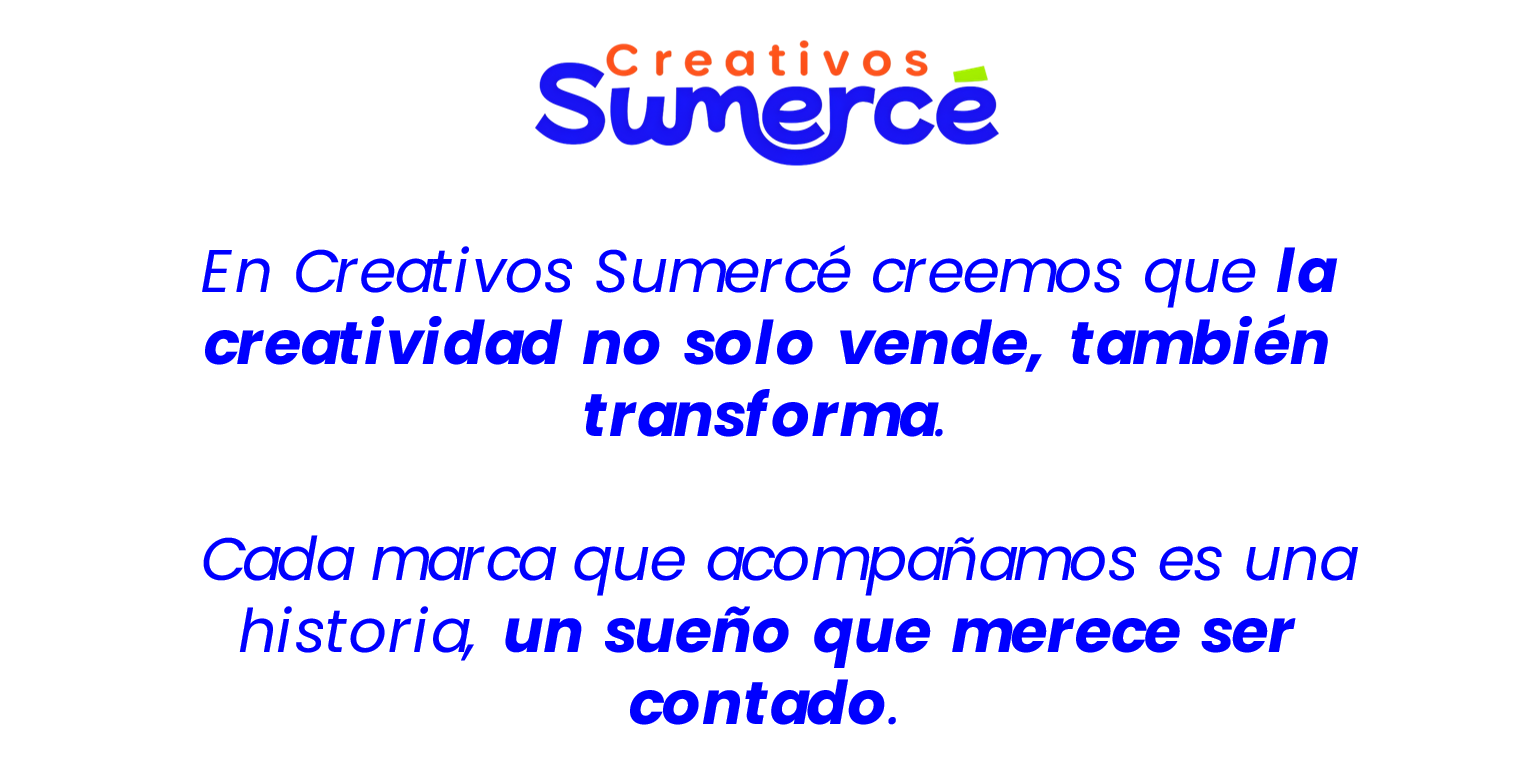 Creativos
Sumercé
En Creativos Sumercé creemos que la
creatividad no solo vende, también
transforma.
Cada marca que acompañamos es una
historia, un sueño que merece ser
contado.